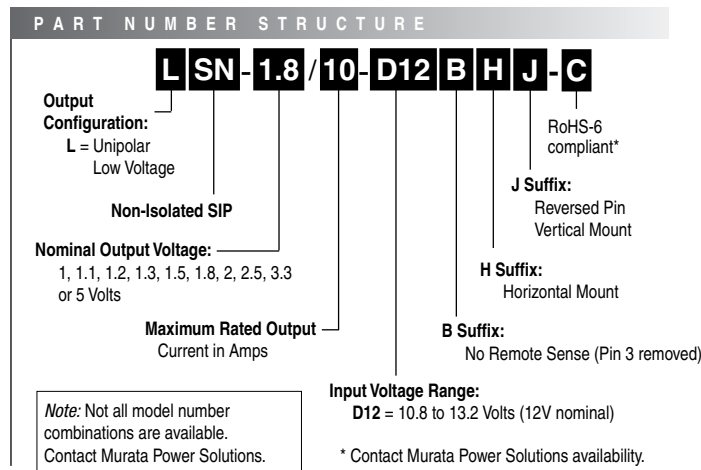 PART NUMBER STRUCTURE
L SN - 1.8 / 10 - D12 B H J - C
Output
Configuration:
L = Unipolar
Low Voltage
RoHS-6
compliant*
J Suffix:
Reversed Pin
Vertical Mount
Non-Isolated SIP
Nominal Output Voltage:
1, 1.1, 1.2, 1.3, 1.5, 1.8, 2, 2.5, 3.3
or 5 Volts
H Suffix:
Horizontal Mount
Maximum Rated Output
Current in Amps
B Suffix:
No Remote Sense (Pin 3 removed)
Input Voltage Range:
D12 = 10.8 to 13.2 Volts (12V nominal)
Note: Not all model number
combinations are available.
Contact Murata Power Solutions.
* Contact Murata Power Solutions availability.